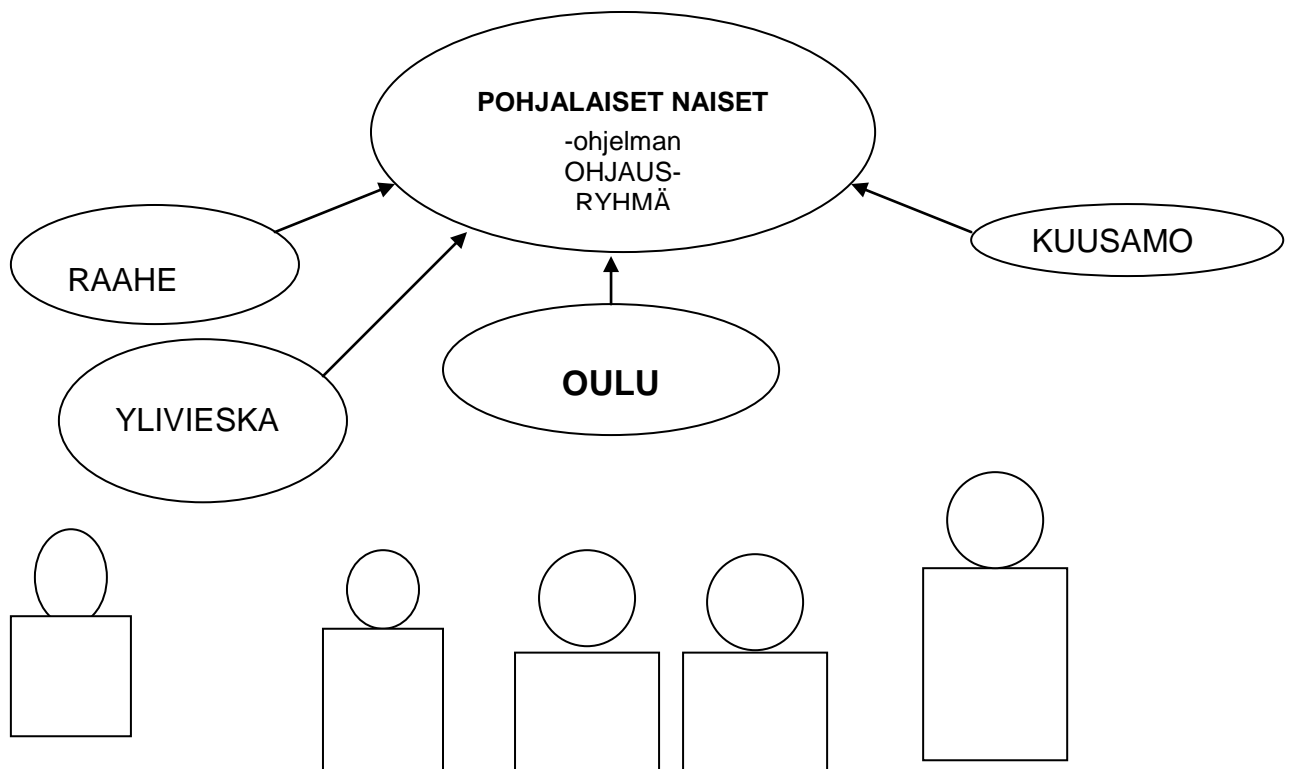 POHJALAISET NAISET
-ohjelman
OHJAUS-
RYHMÄ
RAAHE
KUUSAMO
OULU
YLIVIESKA